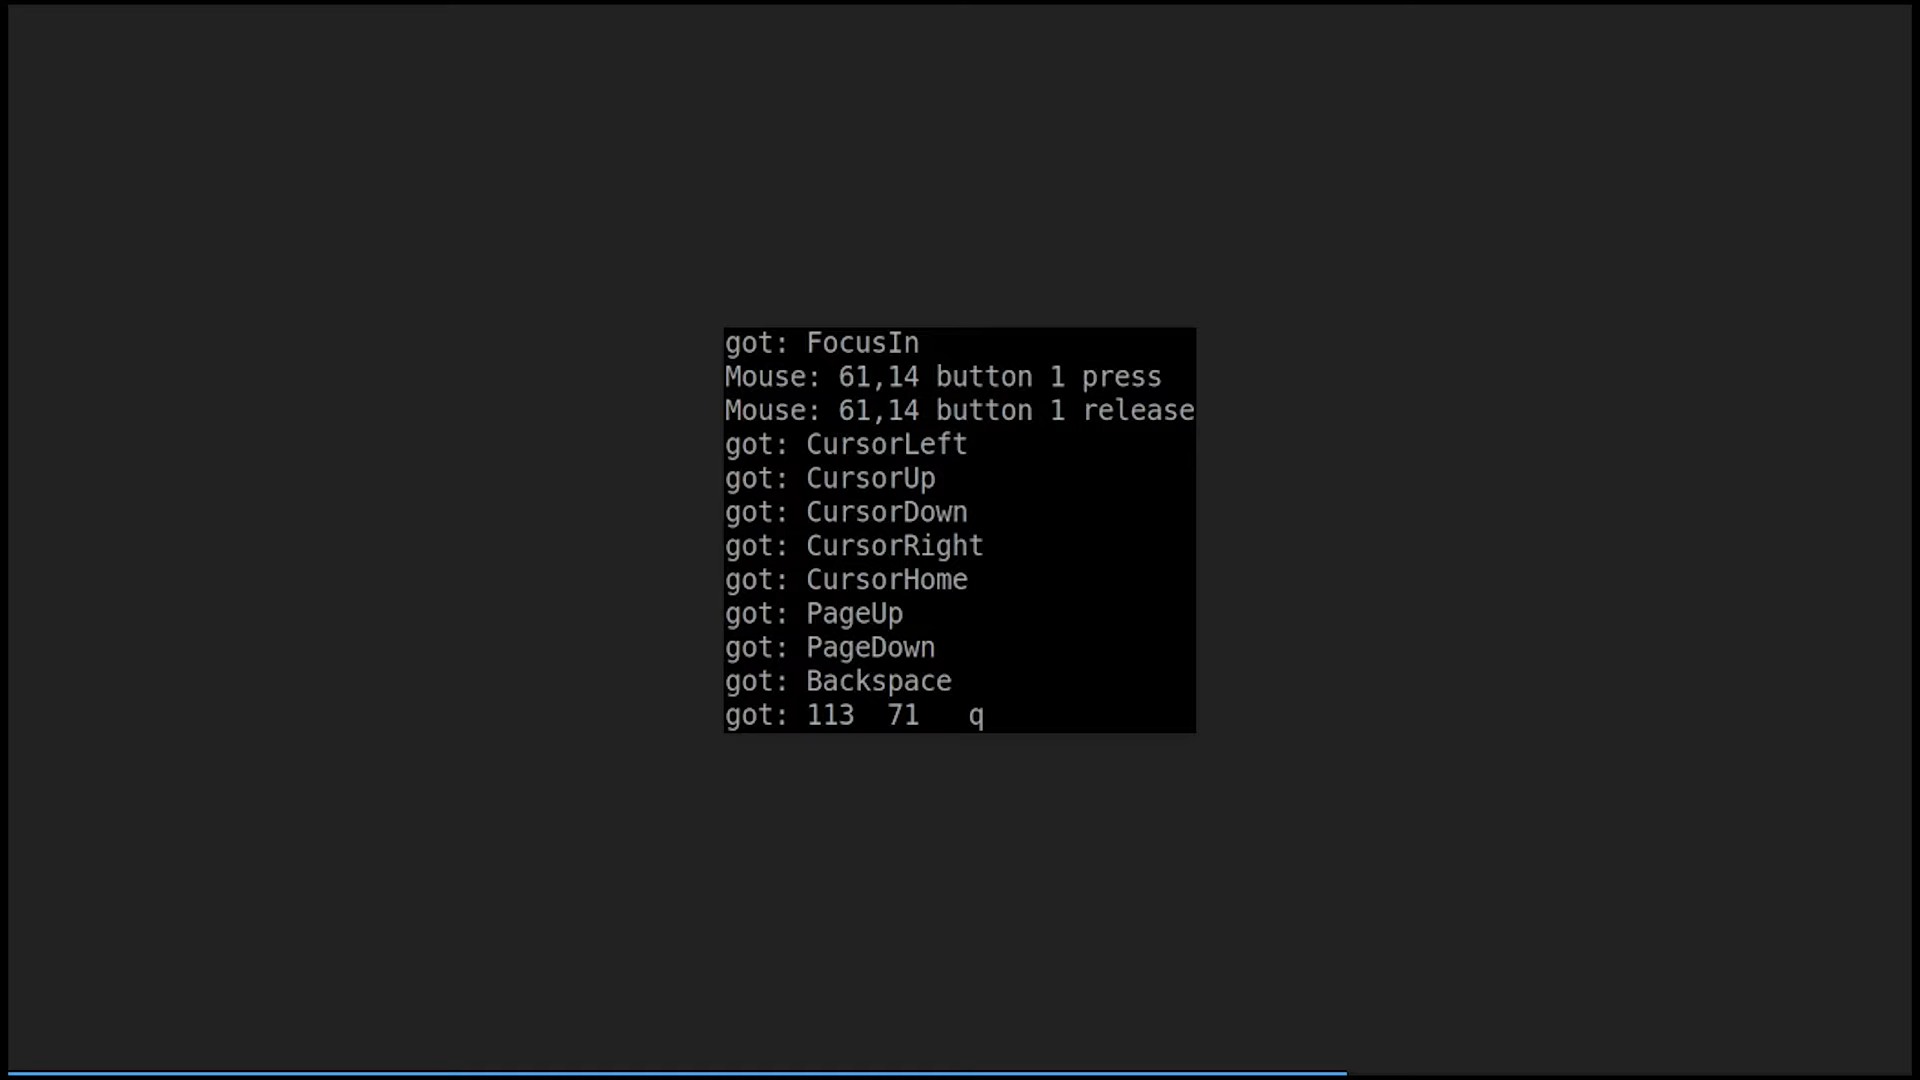 got: FocusIn
Mouse: 61,14 button 1 press
Mouse: 61,14 button 1 release
got: CursorLeft
got: CursorUp
got: CursorDown
got: CursorRight
got: CursorHome
got: PageUp
got: PageDown
got: Backspace
got: 113  71   q